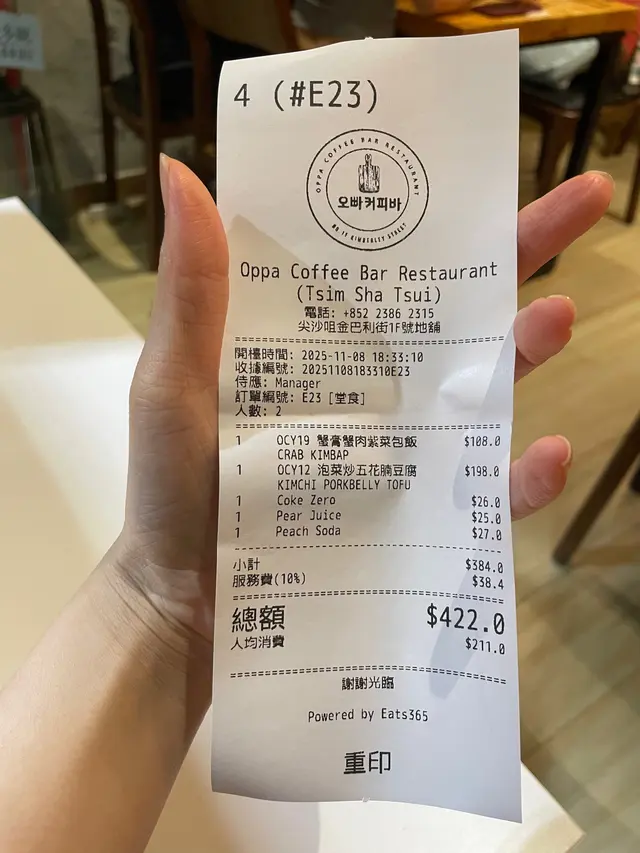 4 (#E23)
OPPA COFFEE BAR RESTAURANT
오빠커피바
NO.1F KIMBERLEY STREET
Oppa Coffee Bar Restaurant
(Tsim Sha Tsui)
電話: +852 2386 2315
尖沙咀金巴利街1F號地舖
開檯時間: 2025-11-08 18:33:10
收據編號: 20251108183310E23
侍應: Manager
訂單編號: E23 [堂食]
人數: 2
1 OCY19 蟹膏蟹肉紫菜包飯 $108.0
CRAB KIMBAP
1 OCY12 泡菜炒五花腩豆腐 $198.0
KIMCHI PORKBELLY TOFU
1 Coke Zero $26.0
1 Pear Juice $25.0
1 Peach Soda $27.0
小計 $384.0
服務費(10%) $38.4
總額 $422.0
人均消費 $211.0
謝謝光臨
Powered by Eats365
重印